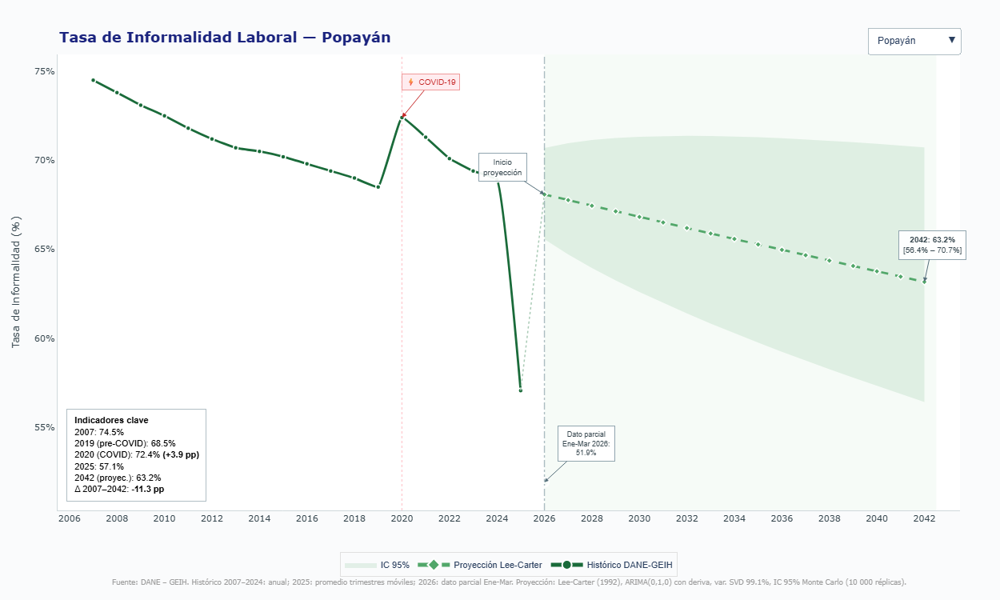 Tasa de Informalidad Laboral — Popayán
Popayán ▼
75%
70%
65%
60%
55%
Tasa de Informalidad (%)
⚡ COVID-19
Inicio
proyección
2042: 63.2%
[56.4% – 70.7%]
Dato parcial
Ene-Mar 2026:
51.9%
Indicadores clave
2007: 74.5%
2019 (pre-COVID): 68.5%
2020 (COVID): 72.4% (+3.9 pp)
2025: 57.1%
2042 (proyec.): 63.2%
Δ 2007–2042: -11.3 pp
2006 2008 2010 2012 2014 2016 2018 2020 2022 2024 2026 2028 2030 2032 2034 2036 2038 2040 2042
IC 95% Proyección Lee-Carter Histórico DANE-GEIH
Fuente: DANE – GEIH. Histórico 2007–2024: anual; 2025: promedio trimestres móviles; 2026: dato parcial Ene-Mar. Proyección: Lee-Carter (1992), ARIMA(0,1,0) con deriva, var. SVD 99.1%, IC 95% Monte Carlo (10 000 réplicas).